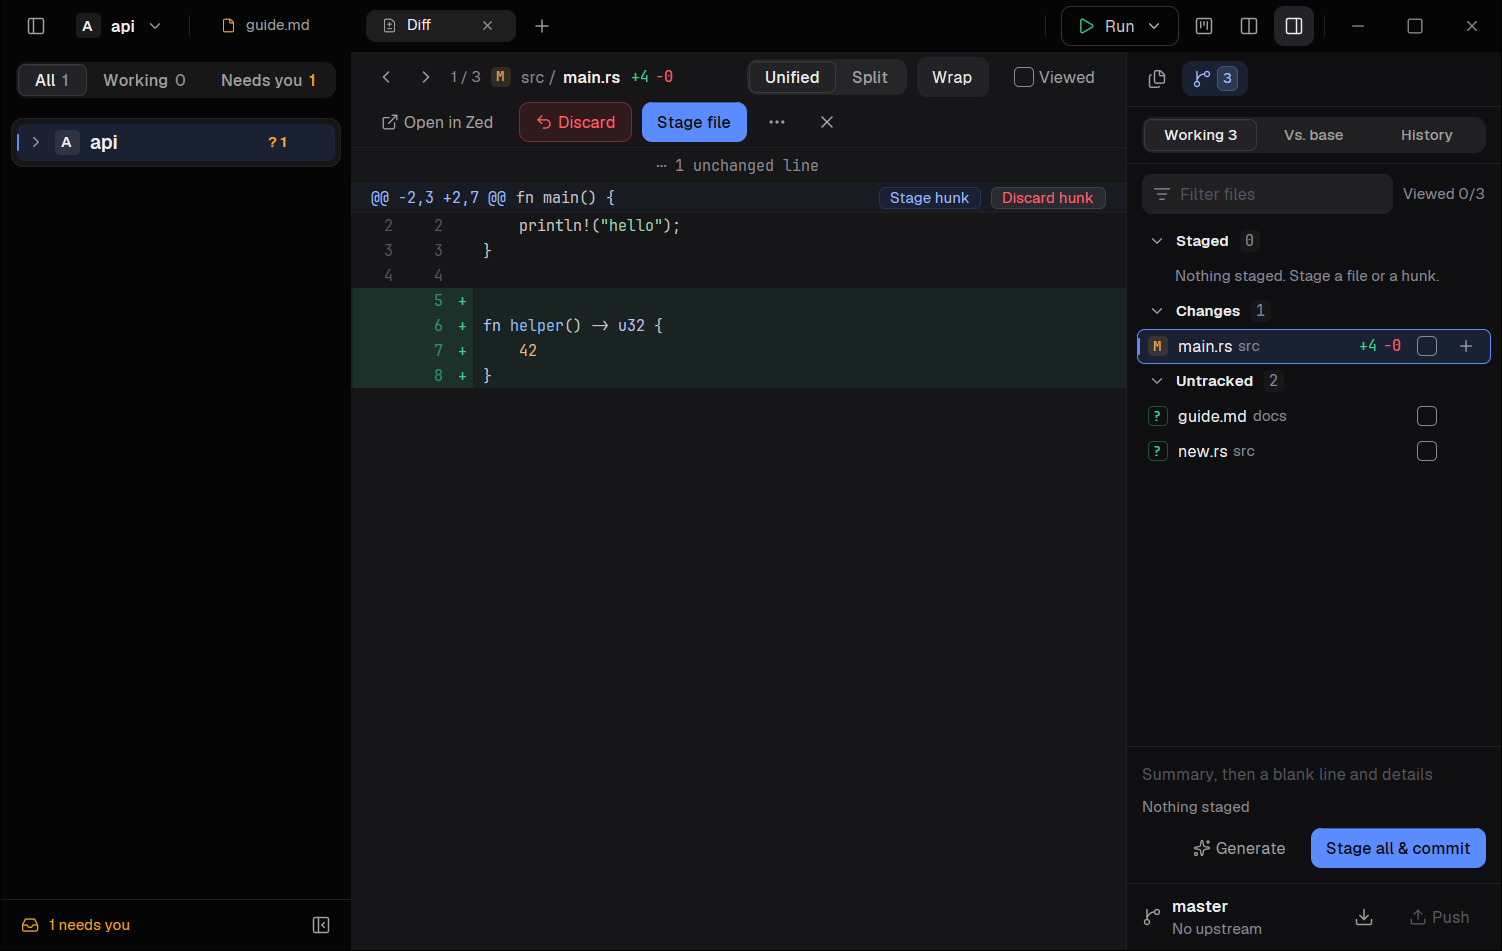 A api
guide.md
Diff
Run
All 1
Working 0
Needs you 1
A api ? 1
1 needs you
1 / 3 M src / main.rs +4 -0
Unified
Split
Wrap
Viewed
Open in Zed
Discard
Stage file
··· 1 unchanged line
@@ -2,3 +2,7 @@ fn main() {
Stage hunk
Discard hunk
2 2 println!("hello");
3 3 }
4 4
5 +
6 + fn helper() -> u32 {
7 + 42
8 + }
3
Working 3
Vs. base
History
Filter files
Viewed 0/3
Staged 0
Nothing staged. Stage a file or a hunk.
Changes 1
M main.rs src +4 -0
Untracked 2
? guide.md docs
? new.rs src
Summary, then a blank line and details
Nothing staged
Generate
Stage all & commit
master
No upstream
Push